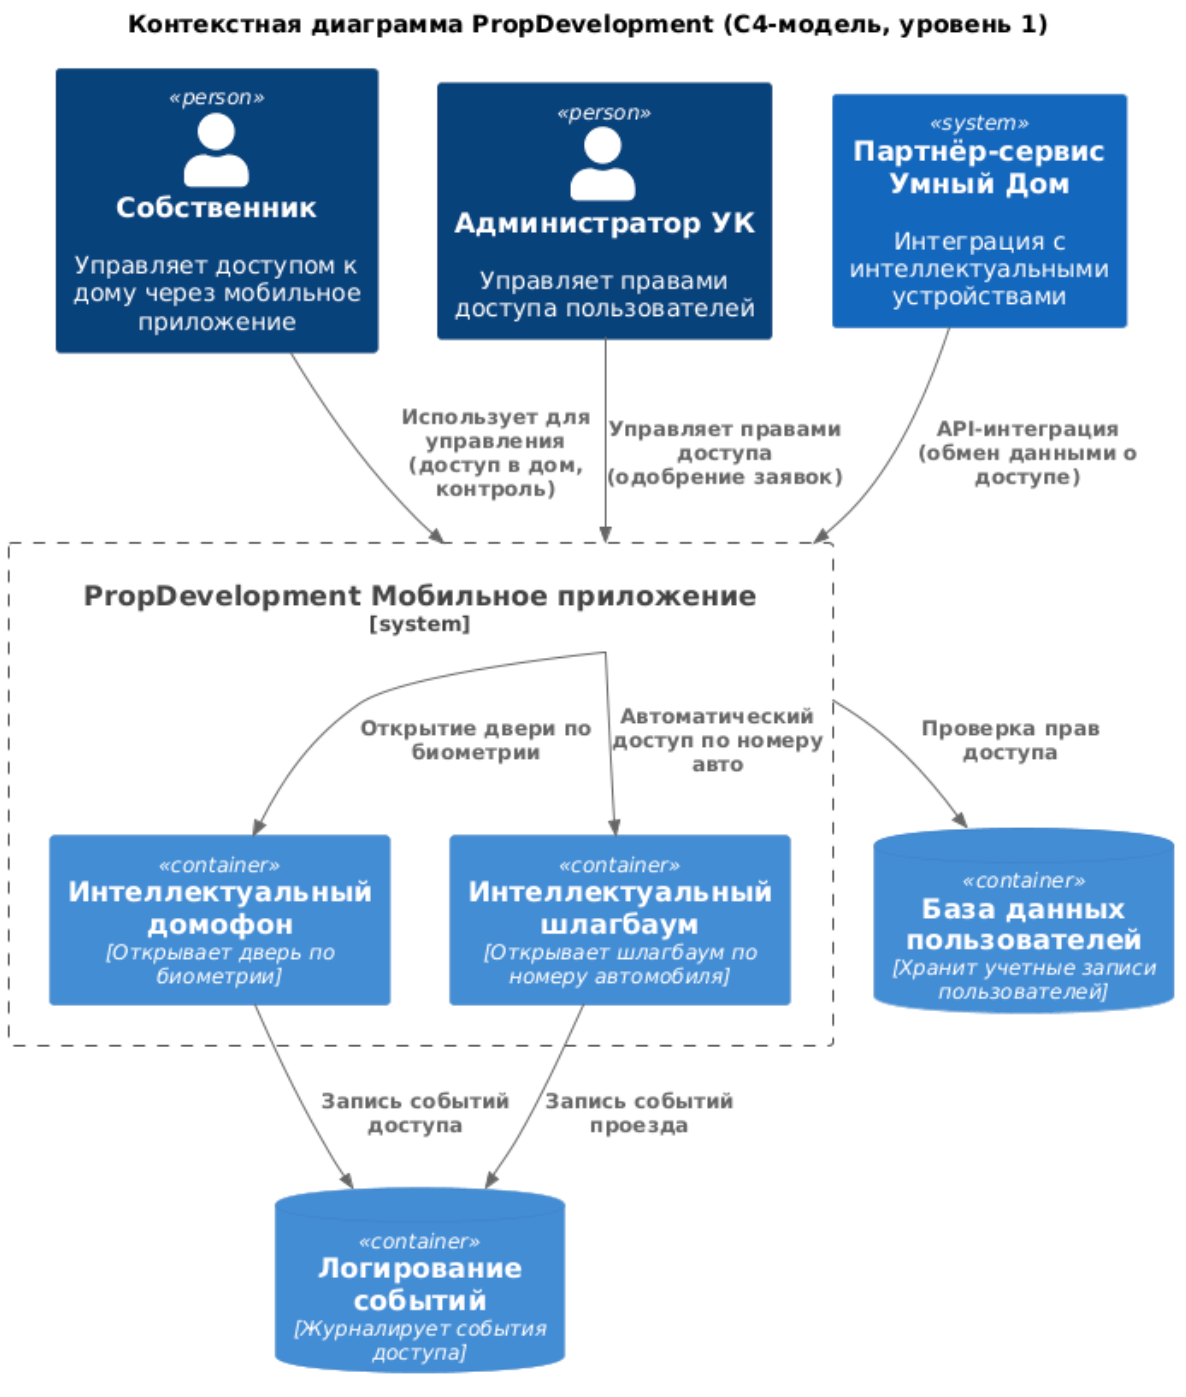 Контекстная диаграмма PropDevelopment (C4-модель, уровень 1)
«person»
Собственник
Управляет доступом к
дому через мобильное
приложение
«person»
Администратор УК
Управляет правами
доступа пользователей
«system»
Партнёр-сервис
Умный Дом
Интеграция с
интеллектуальными
устройствами
Использует для
управления
(доступ в дом,
контроль)
Управляет правами
доступа
(одобрение заявок)
API-интеграция
(обмен данными о
доступе)
PropDevelopment Мобильное приложение
[system]
Открытие двери по
биометрии
Автоматический
доступ по номеру
авто
Проверка прав
доступа
«container»
Интеллектуальный
домофон
[Открывает дверь по
биометрии]
«container»
Интеллектуальный
шлагбаум
[Открывает шлагбаум по
номеру автомобиля]
«container»
База данных
пользователей
[Хранит учетные записи
пользователей]
Запись событий
доступа
Запись событий
проезда
«container»
Логирование
событий
[Журналирует события
доступа]